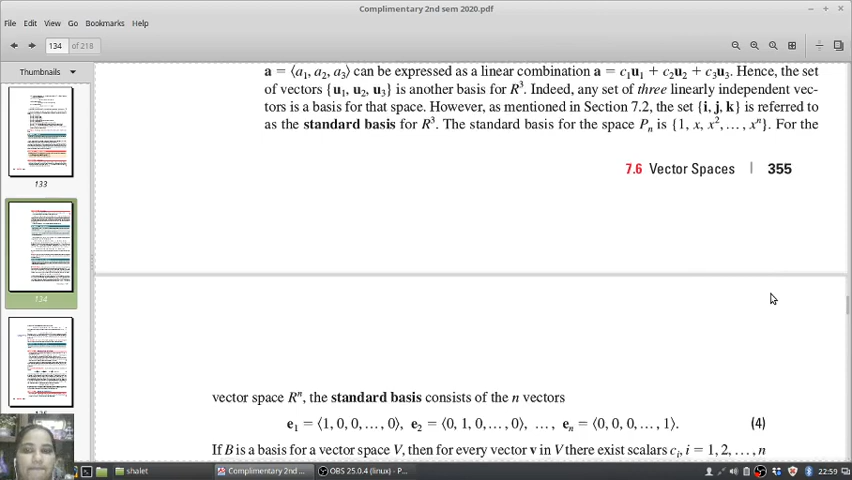 Complimentary 2nd sem 2020.pdf
File Edit View Go Bookmarks Help
134 of 218
Thumbnails
133
134
a = ⟨a₁, a₂, a₃⟩ can be expressed as a linear combination a = c₁u₁ + c₂u₂ + c₃u₃. Hence, the set
of vectors {u₁, u₂, u₃} is another basis for R³. Indeed, any set of three linearly independent vec-
tors is a basis for that space. However, as mentioned in Section 7.2, the set {i, j, k} is referred to
as the standard basis for R³. The standard basis for the space Pₙ is {1, x, x², . . . , xⁿ}. For the
7.6 Vector Spaces | 355
vector space Rⁿ, the standard basis consists of the n vectors
e₁ = ⟨1, 0, 0, . . . , 0⟩, e₂ = ⟨0, 1, 0, . . . , 0⟩, . . . , eₙ = ⟨0, 0, 0, . . . , 1⟩. (4)
If B is a basis for a vector space V, then for every vector v in V there exist scalars cᵢ, i = 1, 2, . . . , n
shalet
Complimentary 2nd ...
OBS 25.0.4 (linux) - P...
22:59